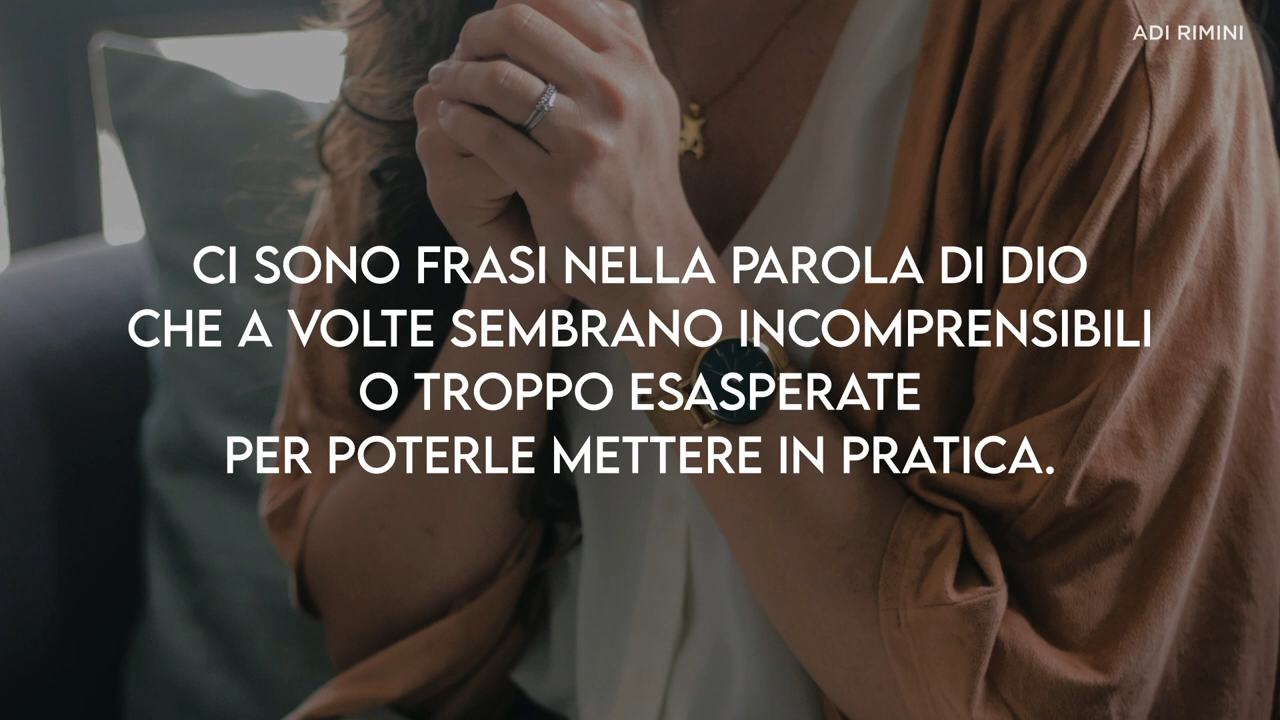 ADI RIMINI
CI SONO FRASI NELLA PAROLA DI DIO
CHE A VOLTE SEMBRANO INCOMPRENSIBILI
O TROPPO ESASPERATE
PER POTERLE METTERE IN PRATICA.